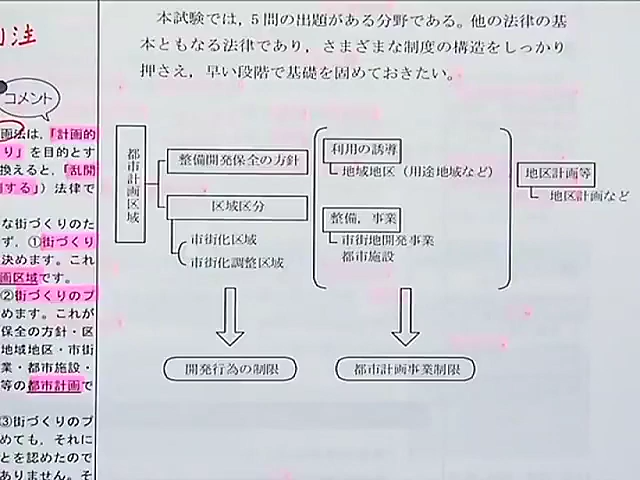 本試験では，5問の出題がある分野である。他の法律の基
本ともなる法律であり，さまざまな制度の構造をしっかり
押さえ，早い段階で基礎を固めておきたい。
コメント
画法は，「計画的
り」を目的とす
換えると，「乱開
制する」）法律で
な街づくりのた
ず，①街づくり
決めます。これ
画区域です。
②街づくりのプ
めます。これが
保全の方針・区
地域地区・市街
業・都市施設・
等の都市計画で
③街づくりのプ
めても，それに
とを認めたので
ありません。そ
都市計画区域
整備開発保全の方針
区域区分
市街化区域
市街化調整区域
利用の誘導
地域地区（用途地域など）
整備，事業
市街地開発事業
都市施設
地区計画等
地区計画など
開発行為の制限
都市計画事業制限